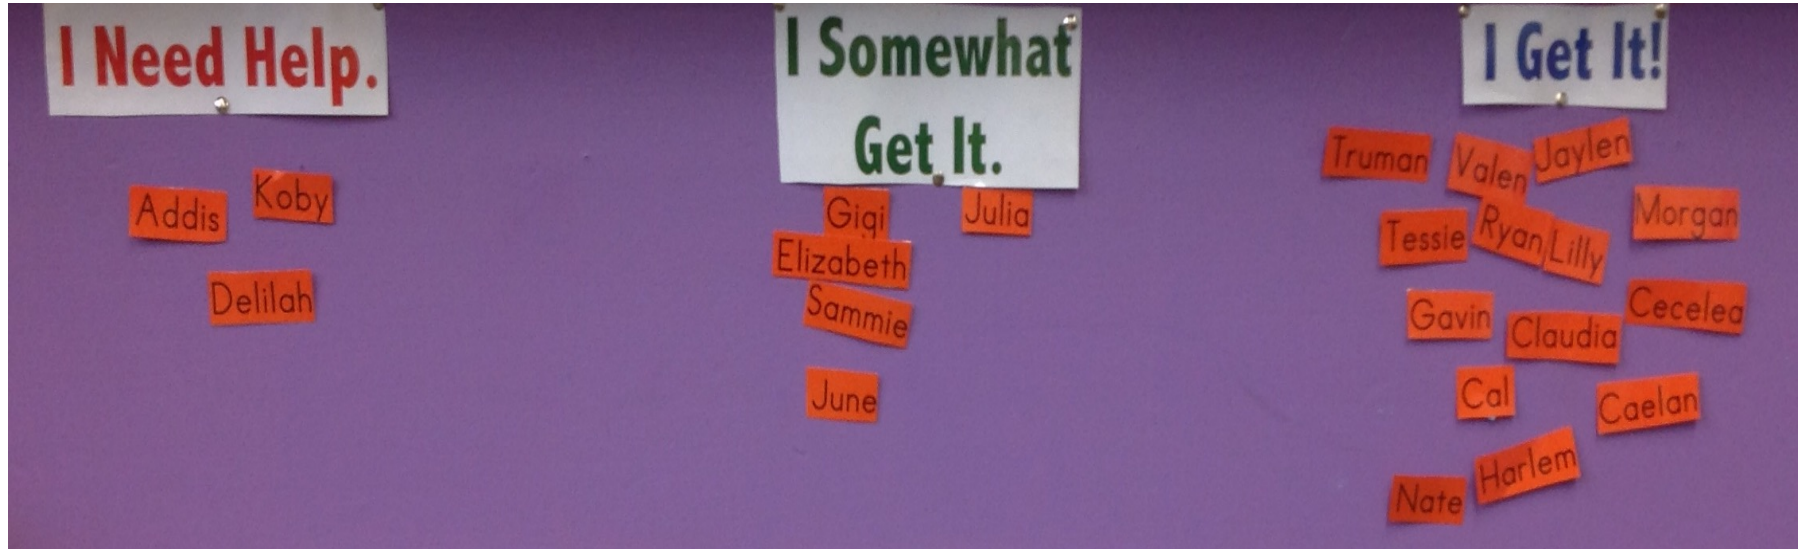 I Need Help.
Addis
Koby
Delilah
I Somewhat
Get It.
Gigi
Julia
Elizabeth
Sammie
June
I Get It!
Truman
Valen
Jaylen
Morgan
Tessie
Ryan
Lilly
Gavin
Claudia
Cecelea
Cal
Caelan
Harlem
Nate